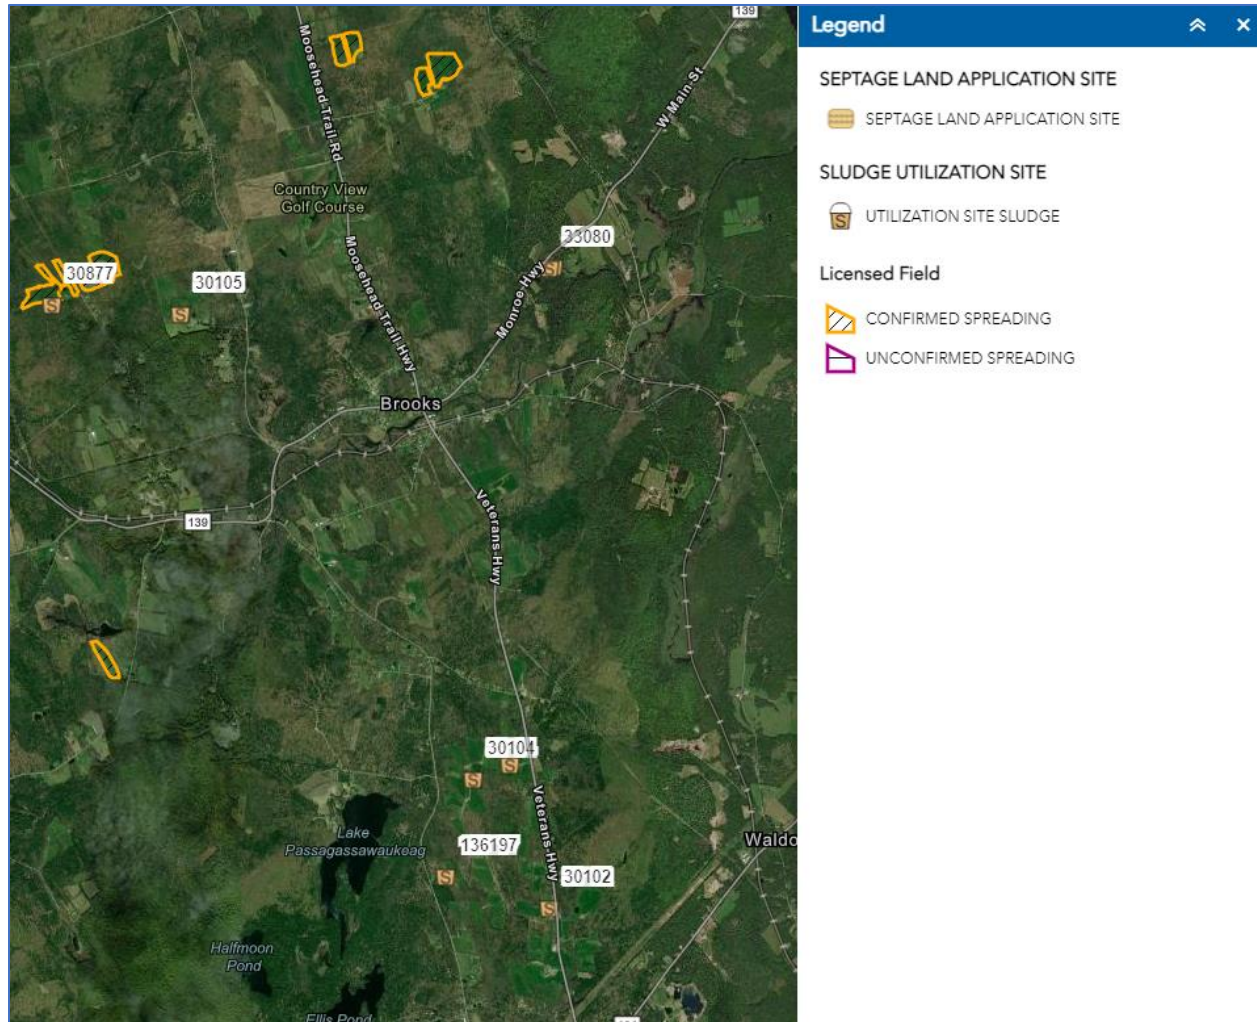 139
Moosehead Trail Rd
W Main St
Country View
Golf Course
33080
30877
30105
Moosehead Trail Hwy
Monroe Hwy
Brooks
Veterans Hwy
139
30104
Veterans Hwy
Lake
Passagassawaukeag
136197
Waldo
30102
Halfmoon
Pond
Ellis Pond
Legend
SEPTAGE LAND APPLICATION SITE
SEPTAGE LAND APPLICATION SITE
SLUDGE UTILIZATION SITE
S UTILIZATION SITE SLUDGE
Licensed Field
CONFIRMED SPREADING
UNCONFIRMED SPREADING
S
S
S
S
S
S
S